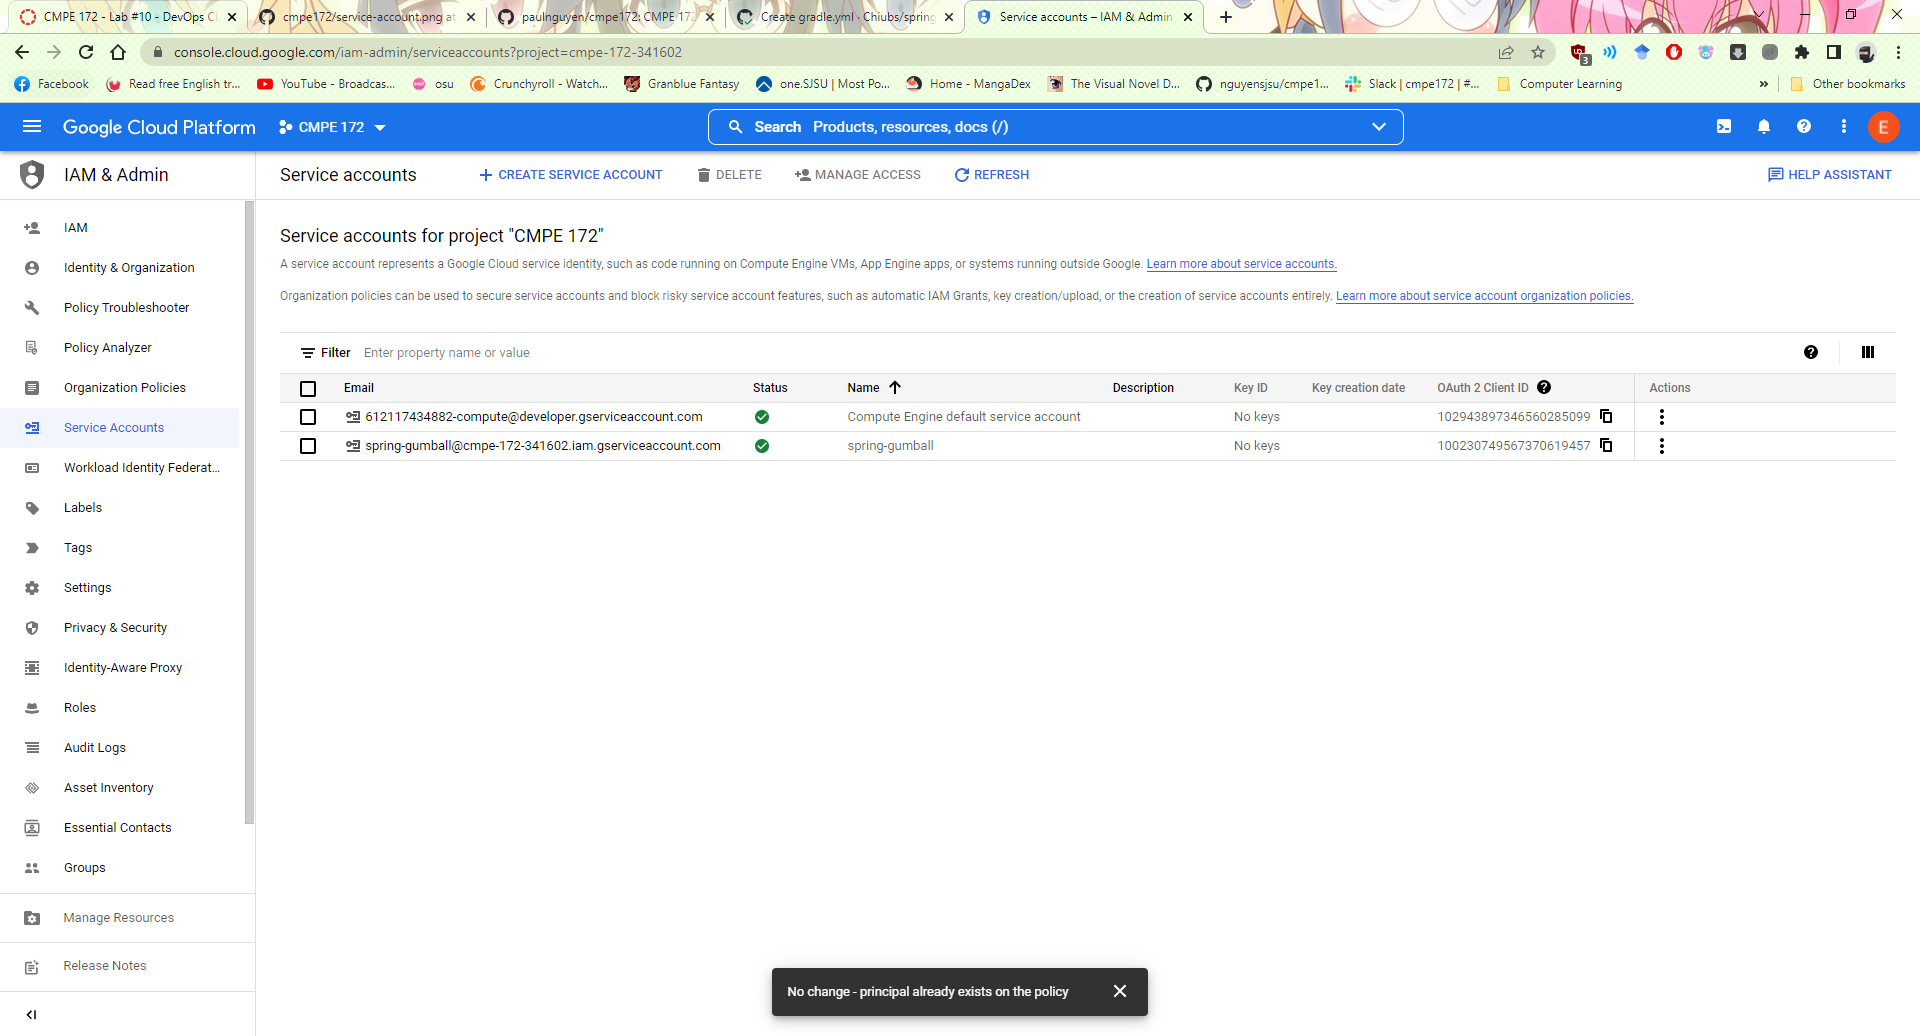 CMPE 172 - Lab #10 - DevOps C
cmpe172/service-account.png at
paulnguyen/cmpe172: CMPE 172
Create gradle.yml · Chiubs/spring
Service accounts – IAM & Admin
console.cloud.google.com/iam-admin/serviceaccounts?project=cmpe-172-341602
3
Facebook
Read free English tr...
YouTube - Broadcas...
osu
Crunchyroll - Watch...
Granblue Fantasy
one.SJSU | Most Po...
Home - MangaDex
The Visual Novel D...
nguyensjsu/cmpe1...
Slack | cmpe172 | #...
Computer Learning
»
Other bookmarks
Google Cloud Platform
CMPE 172
Search Products, resources, docs (/)
E
IAM & Admin
Service accounts
CREATE SERVICE ACCOUNT
DELETE
MANAGE ACCESS
REFRESH
HELP ASSISTANT
IAM
Identity & Organization
Policy Troubleshooter
Policy Analyzer
Organization Policies
Service Accounts
Workload Identity Federat...
Labels
Tags
Settings
Privacy & Security
Identity-Aware Proxy
Roles
Audit Logs
Asset Inventory
Essential Contacts
Groups
Manage Resources
Release Notes
Service accounts for project "CMPE 172"
A service account represents a Google Cloud service identity, such as code running on Compute Engine VMs, App Engine apps, or systems running outside Google. Learn more about service accounts.
Organization policies can be used to secure service accounts and block risky service account features, such as automatic IAM Grants, key creation/upload, or the creation of service accounts entirely. Learn more about service account organization policies.
Filter Enter property name or value
Email Status Name Description Key ID Key creation date OAuth 2 Client ID Actions
612117434882-compute@developer.gserviceaccount.com Compute Engine default service account No keys 102943897346560285099
spring-gumball@cmpe-172-341602.iam.gserviceaccount.com spring-gumball No keys 100230749567370619457
No change - principal already exists on the policy